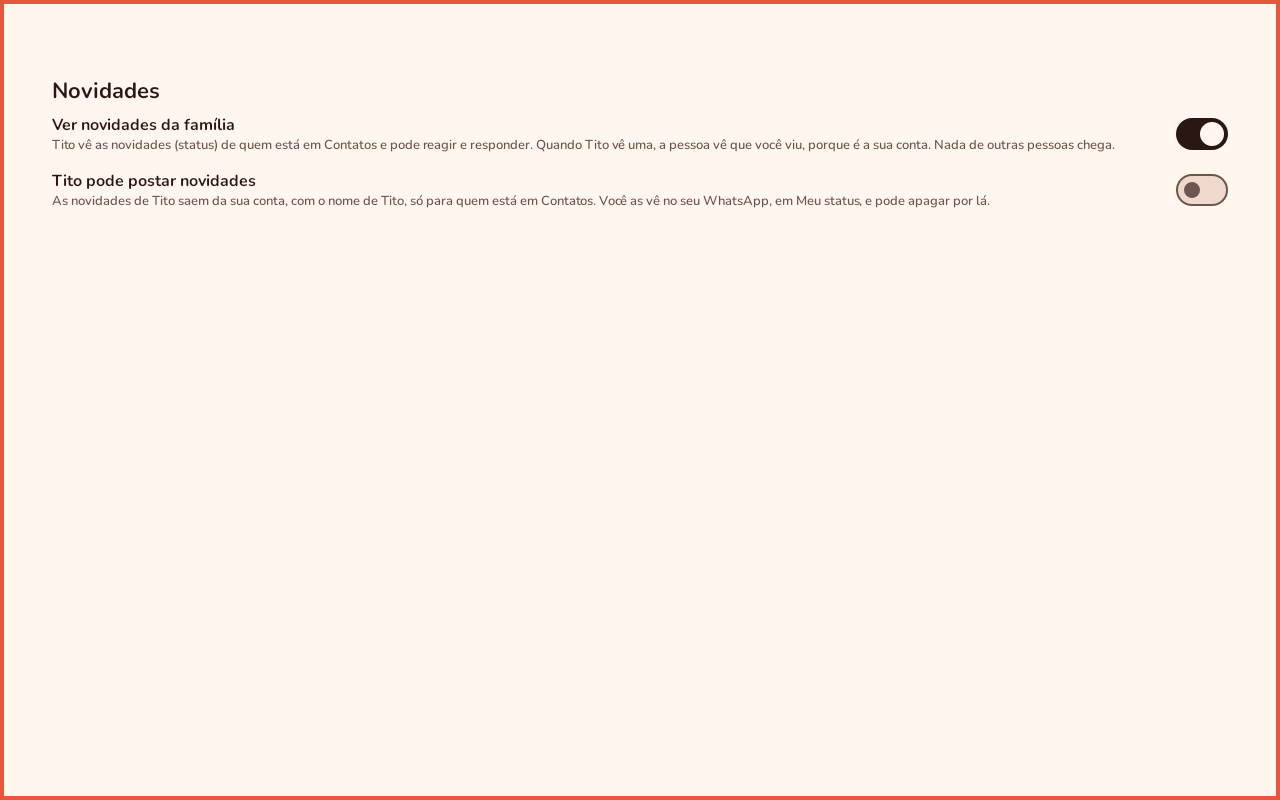 Novidades
Ver novidades da família
Tito vê as novidades (status) de quem está em Contatos e pode reagir e responder. Quando Tito vê uma, a pessoa vê que você viu, porque é a sua conta. Nada de outras pessoas chega.
Tito pode postar novidades
As novidades de Tito saem da sua conta, com o nome de Tito, só para quem está em Contatos. Você as vê no seu WhatsApp, em Meu status, e pode apagar por lá.